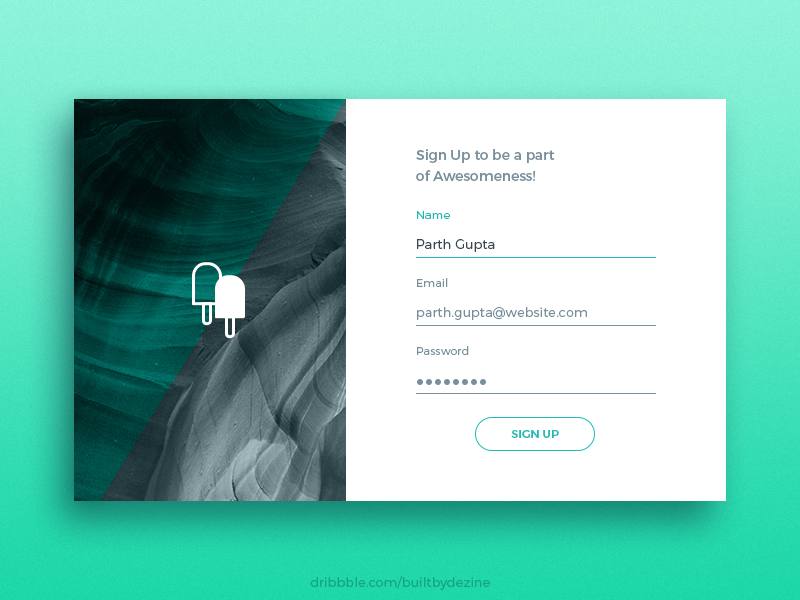 Sign Up to be a part
of Awesomeness!
Name
Parth Gupta
Email
parth.gupta@website.com
Password
●●●●●●●●
SIGN UP
dribbble.com/builtbydezine